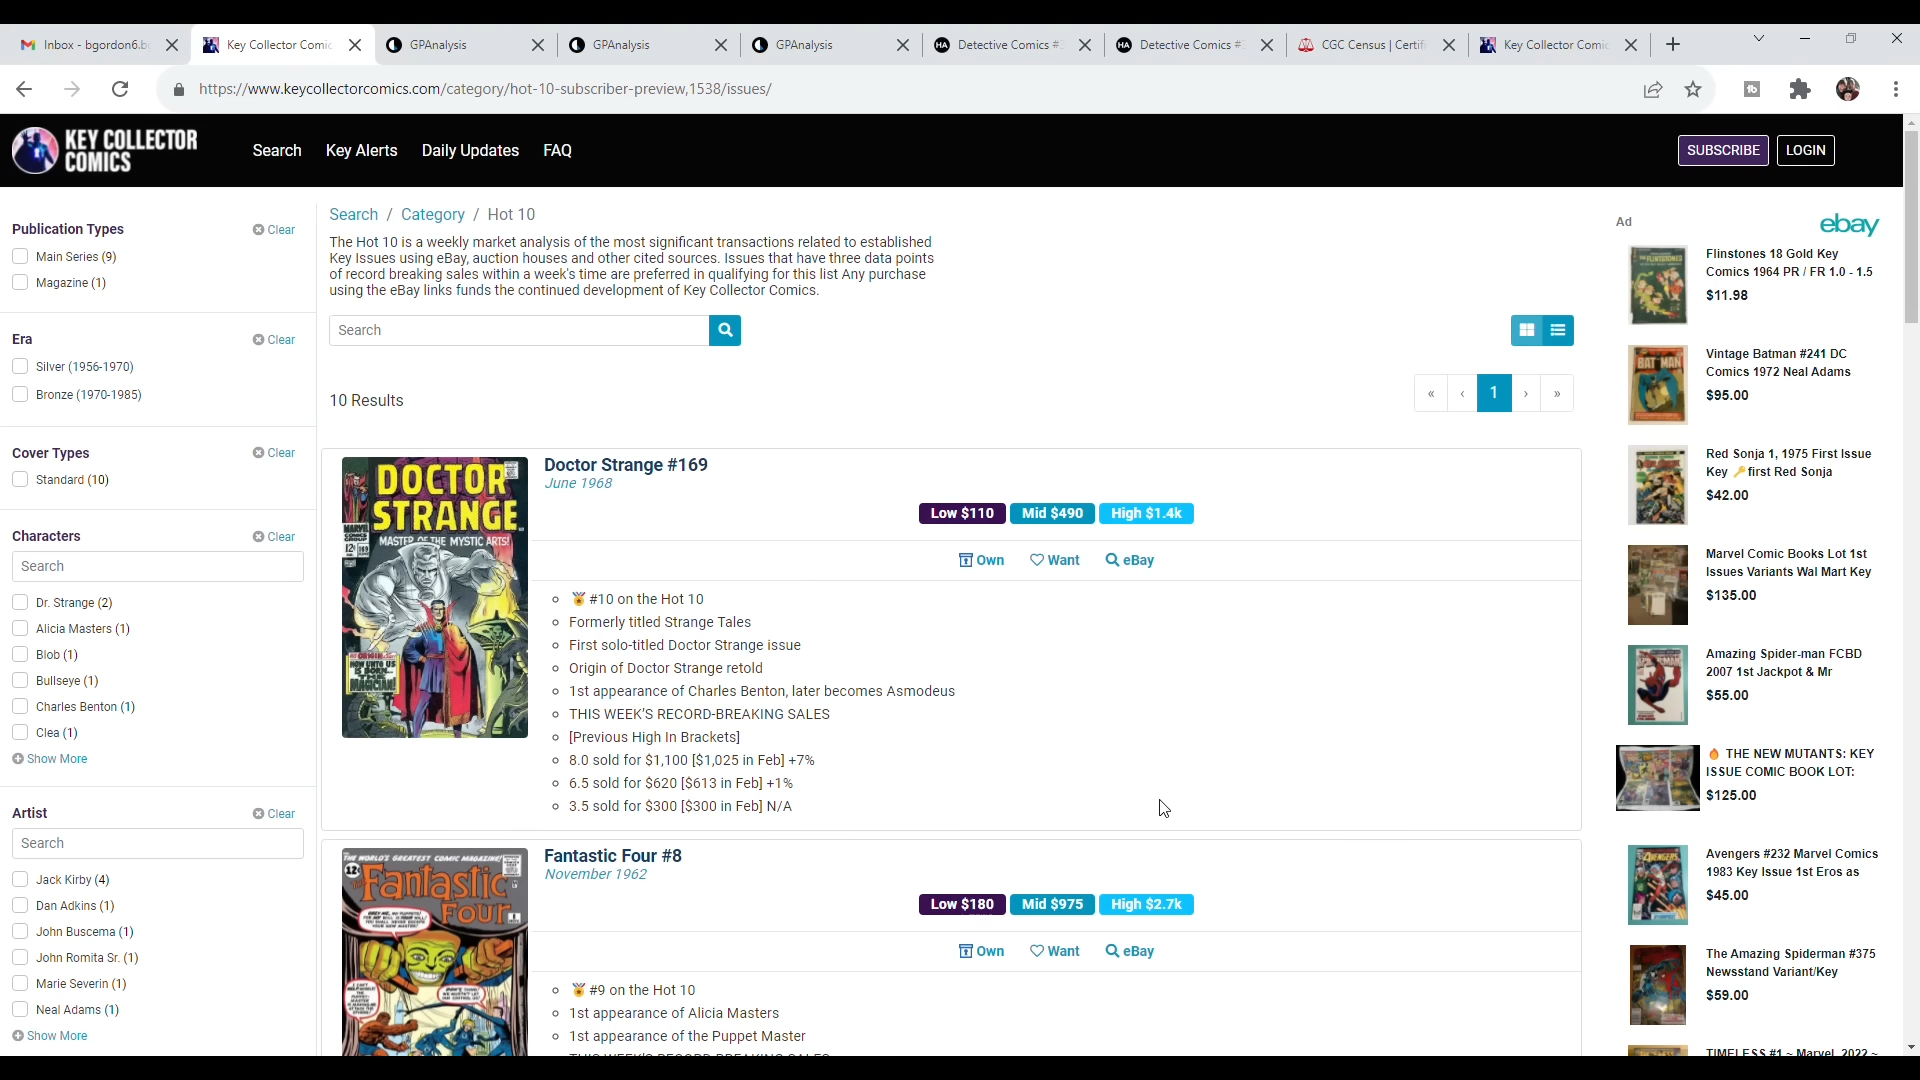 Inbox - bgordon6.b
Key Collector Comic
GPAnalysis
GPAnalysis
GPAnalysis
Detective Comics #
Detective Comics #
CGC Census | Certifi
Key Collector Comic
https://www.keycollectorcomics.com/category/hot-10-subscriber-preview,1538/issues/
KEY COLLECTOR
COMICS
Search
Key Alerts
Daily Updates
FAQ
SUBSCRIBE
LOGIN
Publication Types
Clear
Main Series (9)
Magazine (1)
Era
Clear
Silver (1956-1970)
Bronze (1970-1985)
Cover Types
Clear
Standard (10)
Characters
Clear
Search
Dr. Strange (2)
Alicia Masters (1)
Blob (1)
Bullseye (1)
Charles Benton (1)
Clea (1)
Show More
Artist
Clear
Search
Jack Kirby (4)
Dan Adkins (1)
John Buscema (1)
John Romita Sr. (1)
Marie Severin (1)
Neal Adams (1)
Show More
Search / Category / Hot 10
The Hot 10 is a weekly market analysis of the most significant transactions related to established
Key Issues using eBay, auction houses and other cited sources. Issues that have three data points
of record breaking sales within a week's time are preferred in qualifying for this list Any purchase
using the eBay links funds the continued development of Key Collector Comics.
Search
10 Results
« ‹ 1 › »
DOCTOR
STRANGE
MASTER OF THE MYSTIC ARTS!
Doctor Strange #169
June 1968
Low $110
Mid $490
High $1.4k
Own
Want
eBay
#10 on the Hot 10
Formerly titled Strange Tales
First solo-titled Doctor Strange issue
Origin of Doctor Strange retold
1st appearance of Charles Benton, later becomes Asmodeus
THIS WEEK'S RECORD-BREAKING SALES
[Previous High In Brackets]
8.0 sold for $1,100 [$1,025 in Feb] +7%
6.5 sold for $620 [$613 in Feb] +1%
3.5 sold for $300 [$300 in Feb] N/A
THE WORLD'S GREATEST COMIC MAGAZINE!
12¢
Fantastic
Four
Fantastic Four #8
November 1962
Low $180
Mid $975
High $2.7k
Own
Want
eBay
#9 on the Hot 10
1st appearance of Alicia Masters
1st appearance of the Puppet Master
THIS WEEK'S RECORD-BREAKING SALES
Ad
ebay
Flinstones 18 Gold Key
Comics 1964 PR / FR 1.0 - 1.5
$11.98
Vintage Batman #241 DC
Comics 1972 Neal Adams
$95.00
Red Sonja 1, 1975 First Issue
Key 🔑first Red Sonja
$42.00
Marvel Comic Books Lot 1st
Issues Variants Wal Mart Key
$135.00
Amazing Spider-man FCBD
2007 1st Jackpot & Mr
$55.00
🔥 THE NEW MUTANTS: KEY
ISSUE COMIC BOOK LOT:
$125.00
Avengers #232 Marvel Comics
1983 Key Issue 1st Eros as
$45.00
The Amazing Spiderman #375
Newsstand Variant/Key
$59.00
TIMELESS #1 ~ Marvel 2022 ~